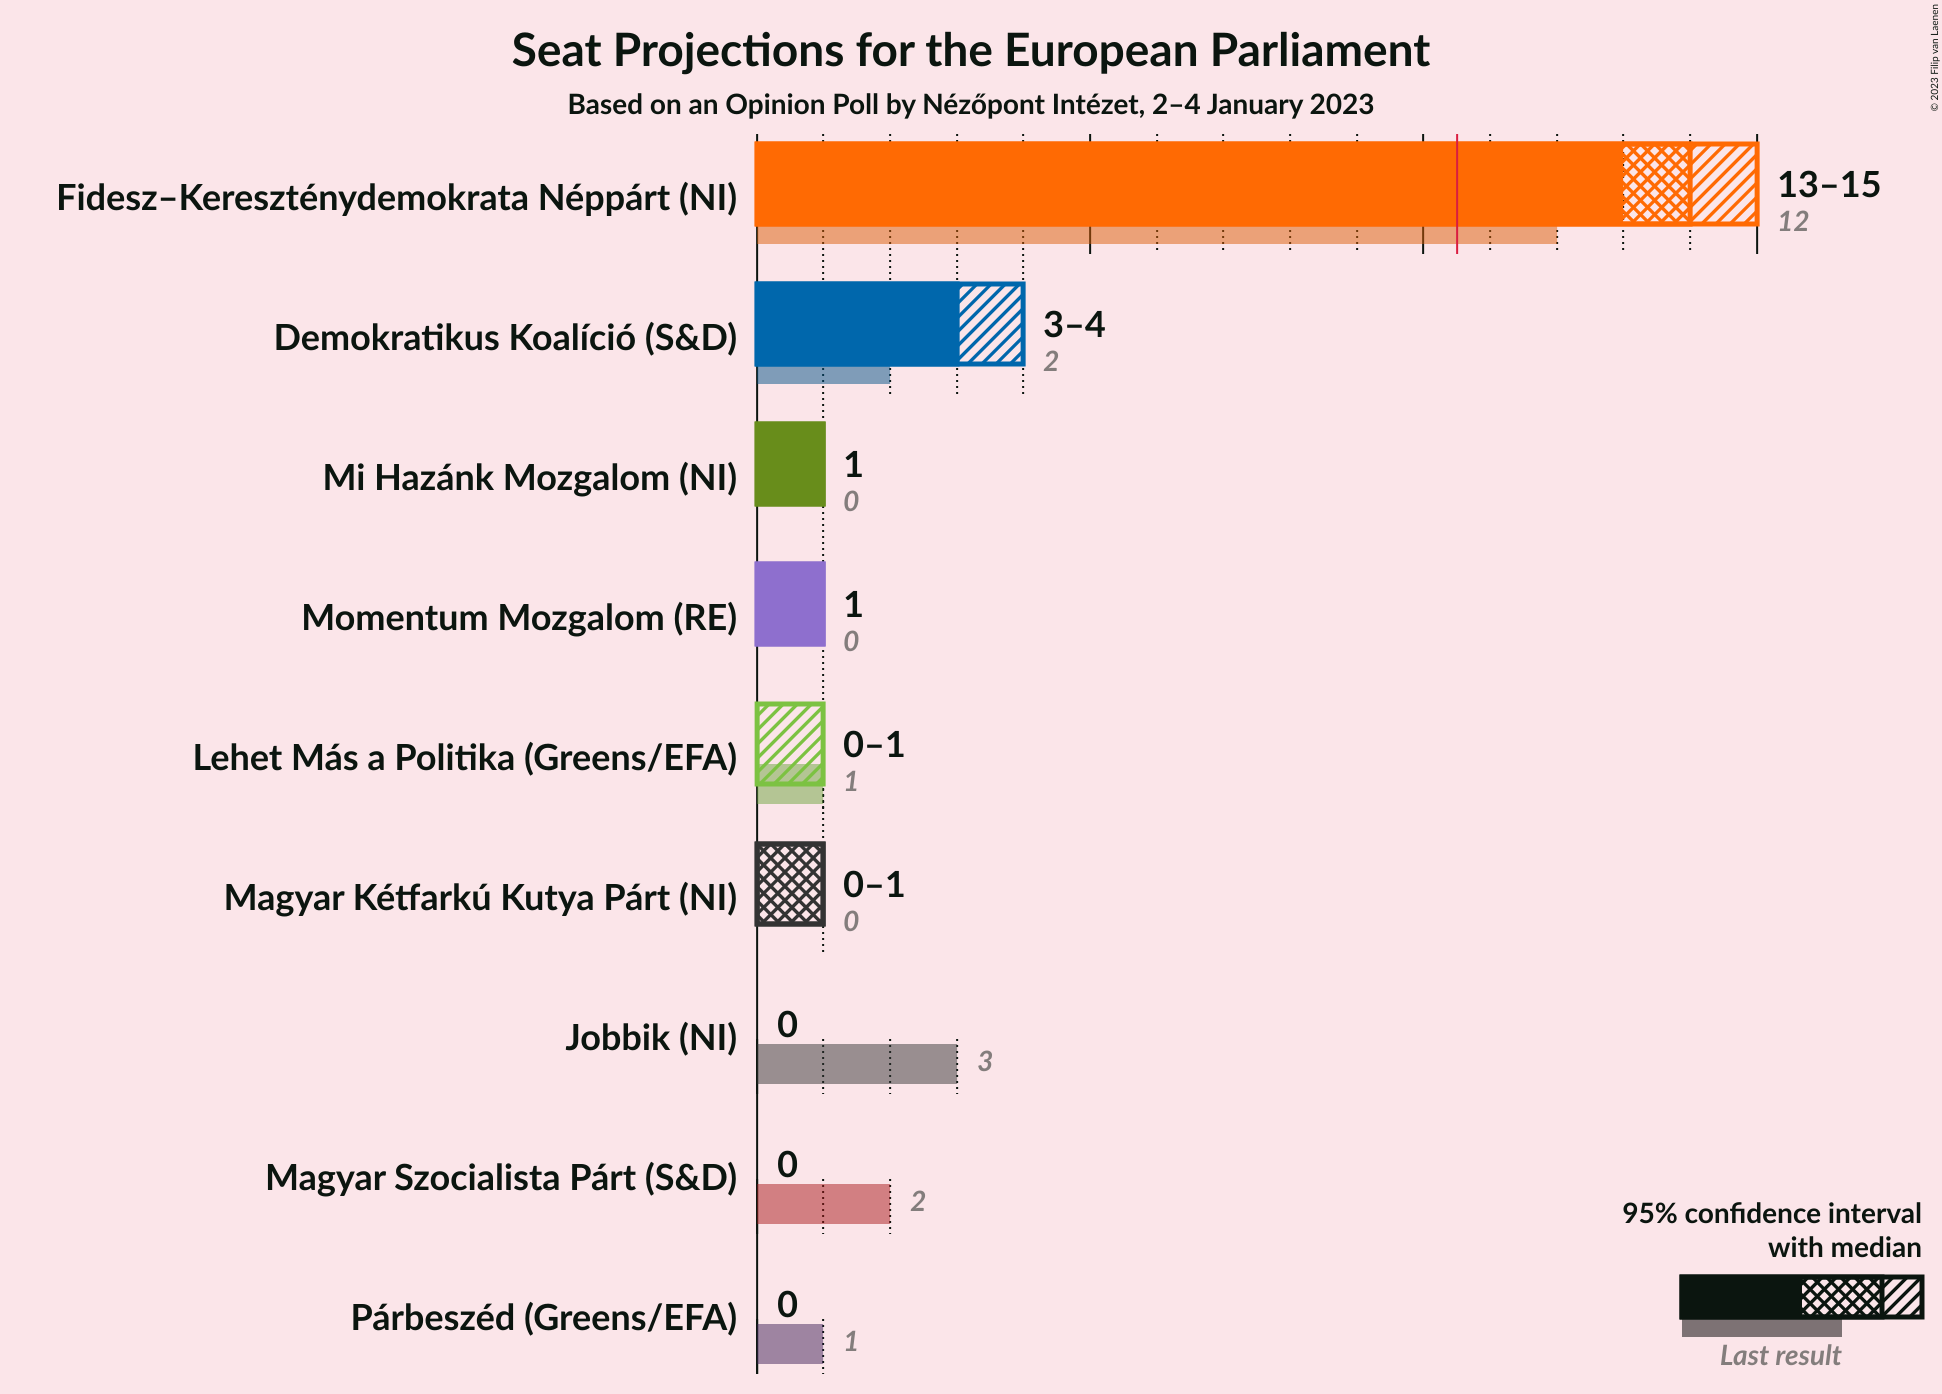 Seat Projections for the European Parliament
Based on an Opinion Poll by Nézőpont Intézet, 2–4 January 2023
© 2023 Filip van Laenen
Fidesz–Kereszténydemokrata Néppárt (NI)
13–15
12
Demokratikus Koalíció (S&D)
3–4
2
Mi Hazánk Mozgalom (NI)
1
0
Momentum Mozgalom (RE)
1
0
Lehet Más a Politika (Greens/EFA)
0–1
1
Magyar Kétfarkú Kutya Párt (NI)
0–1
0
Jobbik (NI)
0
3
Magyar Szocialista Párt (S&D)
0
2
Párbeszéd (Greens/EFA)
0
1
95% confidence interval
with median
Last result